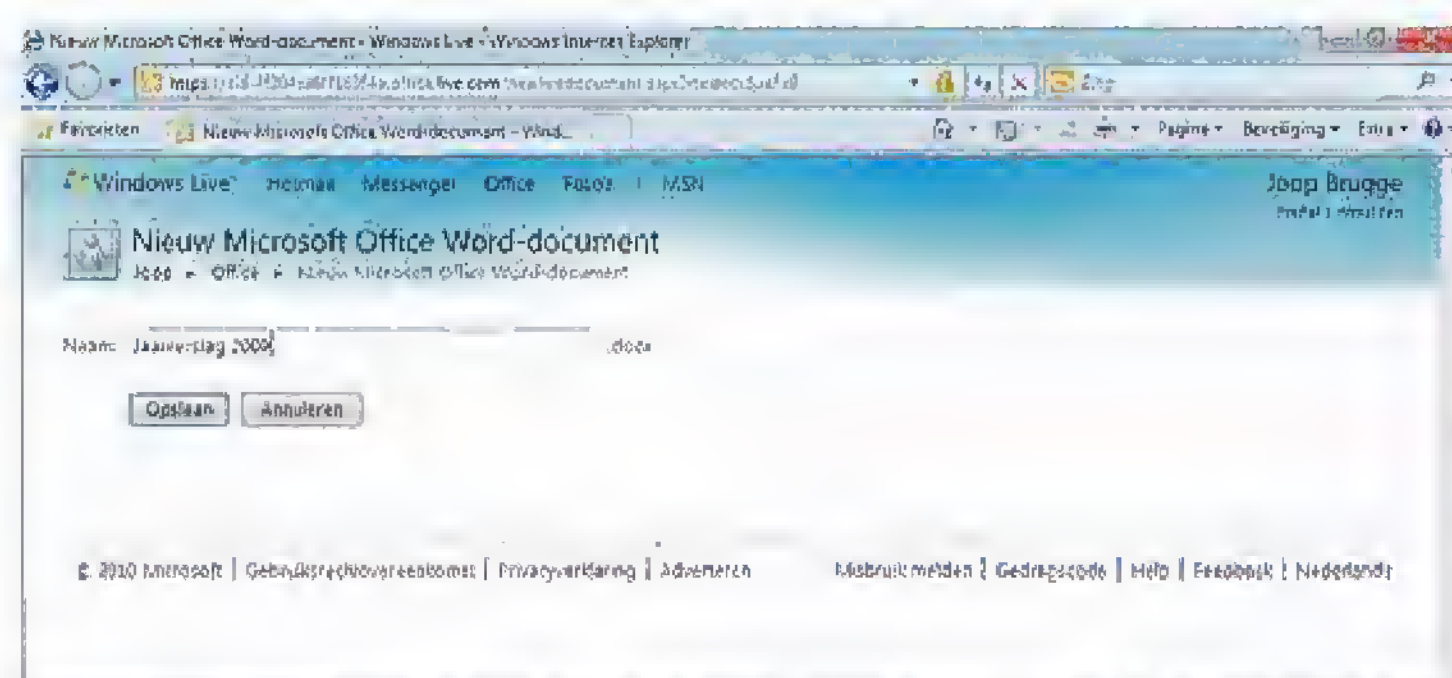 Nieuw Microsoft Office Word-document - Windows Live - Windows Internet Explorer
Bing
Favorieten Nieuw Microsoft Office Word-document - Wind...
Pagina Beveiliging Extra
Windows Live Hotmail Messenger Office Foto's | MSN
Joop Brugge
Profiel | Afmelden
Nieuw Microsoft Office Word-document
Joop Office Nieuw Microsoft Office Word-document
Naam: Jaarverslag 2009 .docx
Opslaan Annuleren
© 2010 Microsoft | Gebruiksrechtovereenkomst | Privacyverklaring | Adverteren Misbruik melden | Gedragscode | Help | Feedback | Nederlands